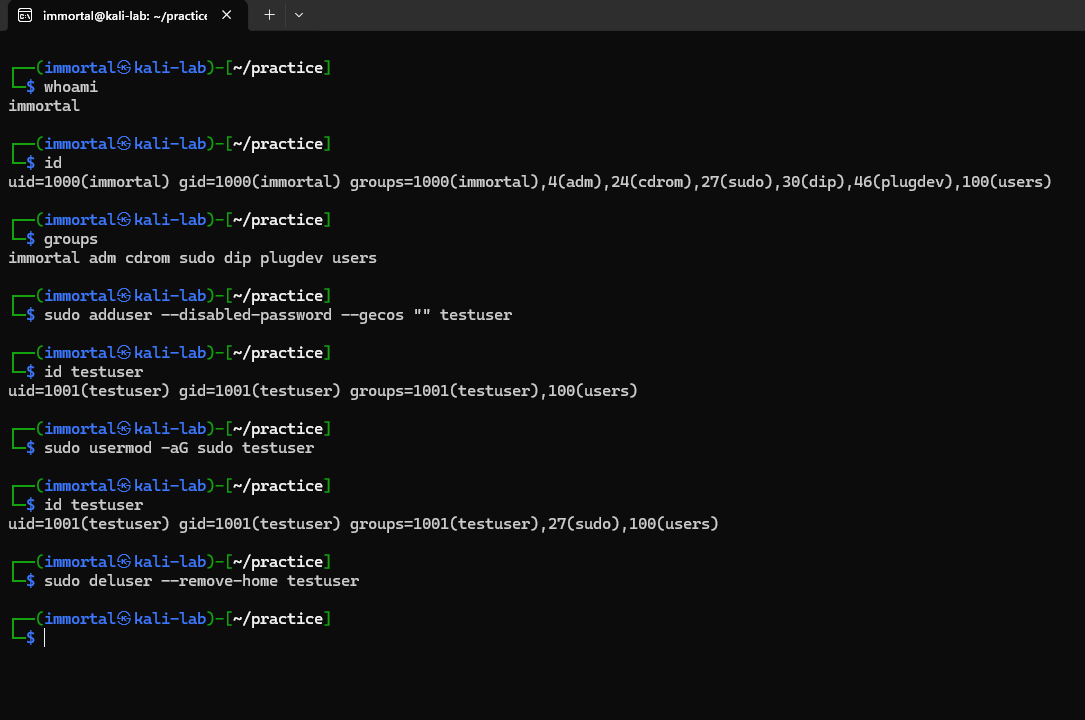 immortal@kali-lab: ~/practice
┌──(immortal㉿kali-lab)-[~/practice]
└─$ whoami
immortal
┌──(immortal㉿kali-lab)-[~/practice]
└─$ id
uid=1000(immortal) gid=1000(immortal) groups=1000(immortal),4(adm),24(cdrom),27(sudo),30(dip),46(plugdev),100(users)
┌──(immortal㉿kali-lab)-[~/practice]
└─$ groups
immortal adm cdrom sudo dip plugdev users
┌──(immortal㉿kali-lab)-[~/practice]
└─$ sudo adduser --disabled-password --gecos "" testuser
┌──(immortal㉿kali-lab)-[~/practice]
└─$ id testuser
uid=1001(testuser) gid=1001(testuser) groups=1001(testuser),100(users)
┌──(immortal㉿kali-lab)-[~/practice]
└─$ sudo usermod -aG sudo testuser
┌──(immortal㉿kali-lab)-[~/practice]
└─$ id testuser
uid=1001(testuser) gid=1001(testuser) groups=1001(testuser),27(sudo),100(users)
┌──(immortal㉿kali-lab)-[~/practice]
└─$ sudo deluser --remove-home testuser
┌──(immortal㉿kali-lab)-[~/practice]
└─$